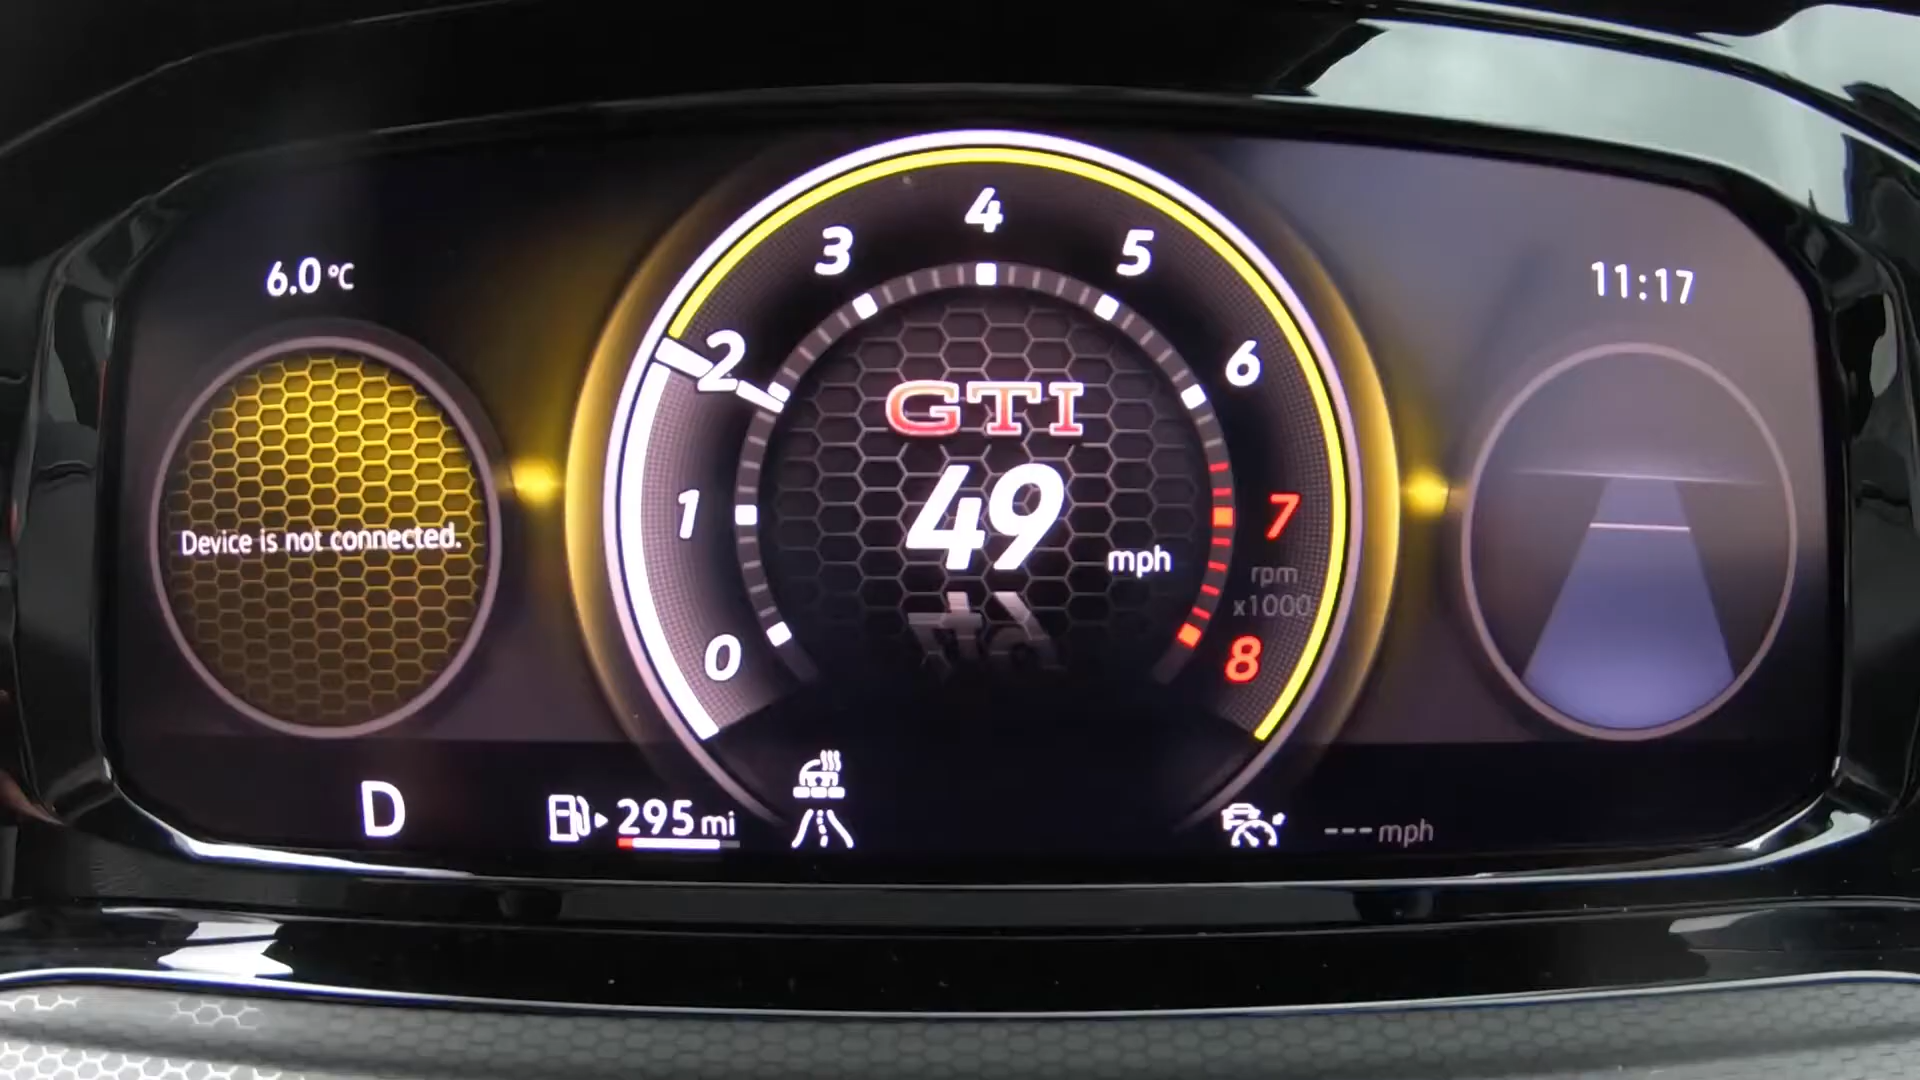 6.0 °C
11:17
0
1
2
3
4
5
6
7
8
rpm
x1000
GTI
49 mph
Device is not connected.
D
295 mi
--- mph